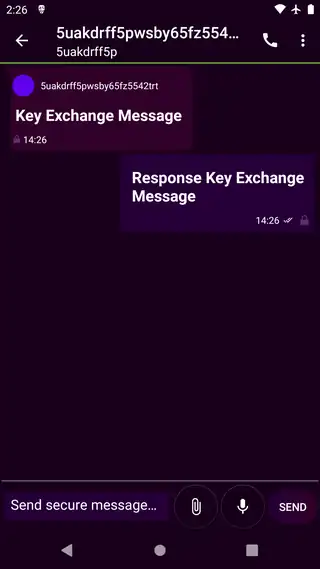 2:26
5uakdrff5pwsby65fz554...
5uakdrff5p
5uakdrff5pwsby65fz5542trt
Key Exchange Message
14:26
Response Key Exchange
Message
14:26
Send secure message...
SEND